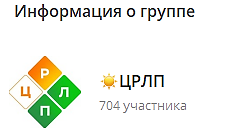 Информация о группе
Р
Ц Л
П
ЦРЛП
704 участника